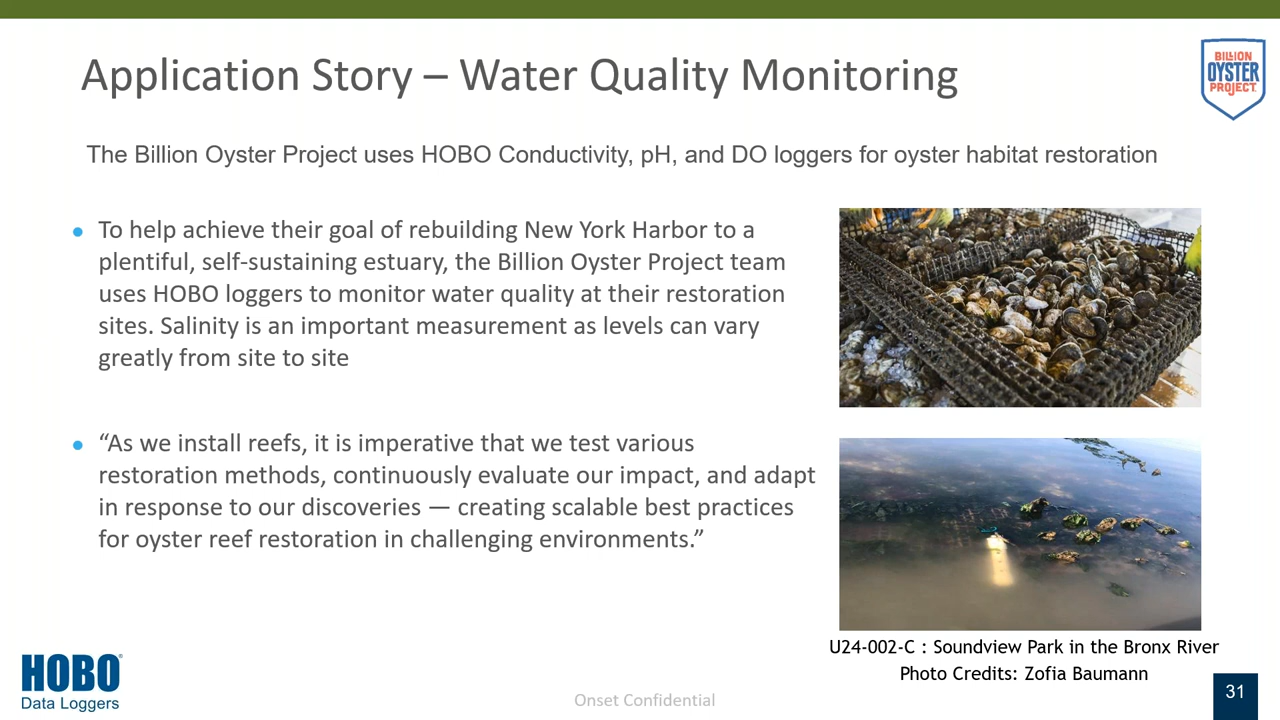 Application Story – Water Quality Monitoring
BILLION
OYSTER
PROJECT
The Billion Oyster Project uses HOBO Conductivity, pH, and DO loggers for oyster habitat restoration
To help achieve their goal of rebuilding New York Harbor to a
plentiful, self-sustaining estuary, the Billion Oyster Project team
uses HOBO loggers to monitor water quality at their restoration
sites. Salinity is an important measurement as levels can vary
greatly from site to site
“As we install reefs, it is imperative that we test various
restoration methods, continuously evaluate our impact, and adapt
in response to our discoveries — creating scalable best practices
for oyster reef restoration in challenging environments.”
U24-002-C : Soundview Park in the Bronx River
Photo Credits: Zofia Baumann
HOBO®
Data Loggers
Onset Confidential
31